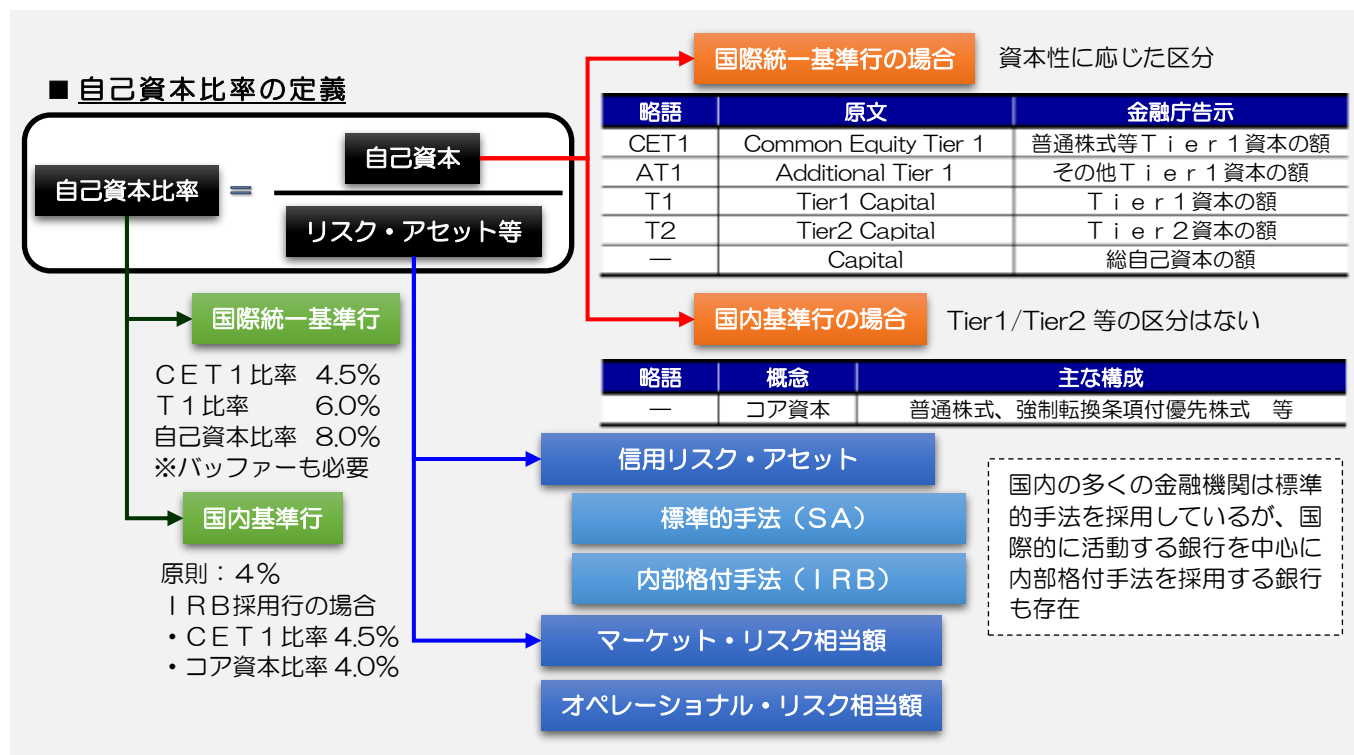 ■ 自己資本比率の定義
自己資本比率
＝
自己資本
リスク・アセット等
国際統一基準行の場合
資本性に応じた区分
略語 原文 金融庁告示
CET1 Common Equity Tier 1 普通株式等Ｔｉｅｒ１資本の額
AT1 Additional Tier 1 その他Ｔｉｅｒ１資本の額
T1 Tier1 Capital Ｔｉｅｒ１資本の額
T2 Tier2 Capital Ｔｉｅｒ２資本の額
― Capital 総自己資本の額
国内基準行の場合
Tier1/Tier2 等の区分はない
略語 概念 主な構成
― コア資本 普通株式、強制転換条項付優先株式　等
国際統一基準行
ＣＥＴ１比率 4.5%
Ｔ１比率 6.0%
自己資本比率 8.0%
※バッファーも必要
国内基準行
原則：４％
ＩＲＢ採用行の場合
・ＣＥＴ１比率 4.5%
・コア資本比率 4.0%
信用リスク・アセット
標準的手法（ＳＡ）
内部格付手法（ＩＲＢ）
マーケット・リスク相当額
オペレーショナル・リスク相当額
国内の多くの金融機関は標準
的手法を採用しているが、国
際的に活動する銀行を中心に
内部格付手法を採用する銀行
も存在